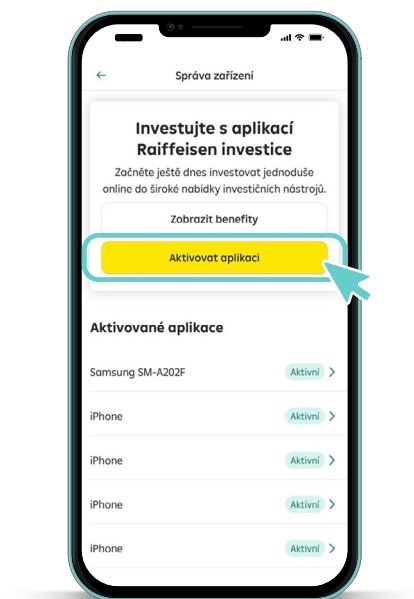 Správa zařízení
Investujte s aplikací
Raiffeisen investice
Začněte ještě dnes investovat jednoduše
online do široké nabídky investičních nástrojů.
Zobrazit benefity
Aktivovat aplikaci
Aktivované aplikace
Samsung SM-A202F Aktivní
iPhone Aktivní
iPhone Aktivní
iPhone Aktivní
iPhone Aktivní